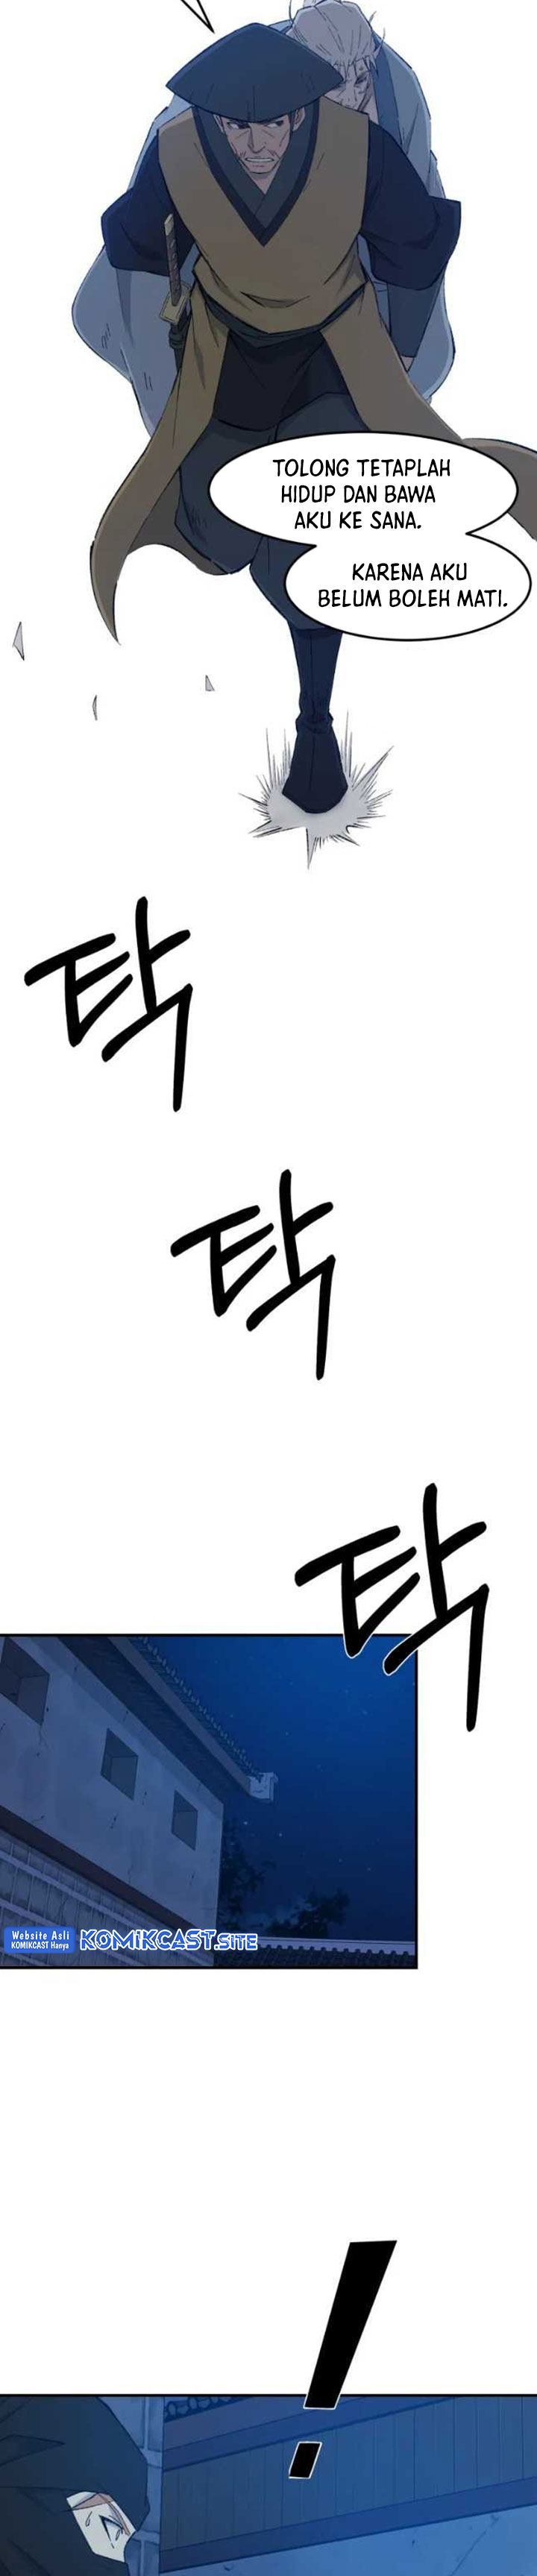 TOLONG TETAPLAH
HIDUP DAN BAWA
AKU KE SANA.
KARENA AKU
BELUM BOLEH MATI.
탁
탁
탁
Website Asli
KOMIKCAST Hanya
KOMIKCAST.SITE
!